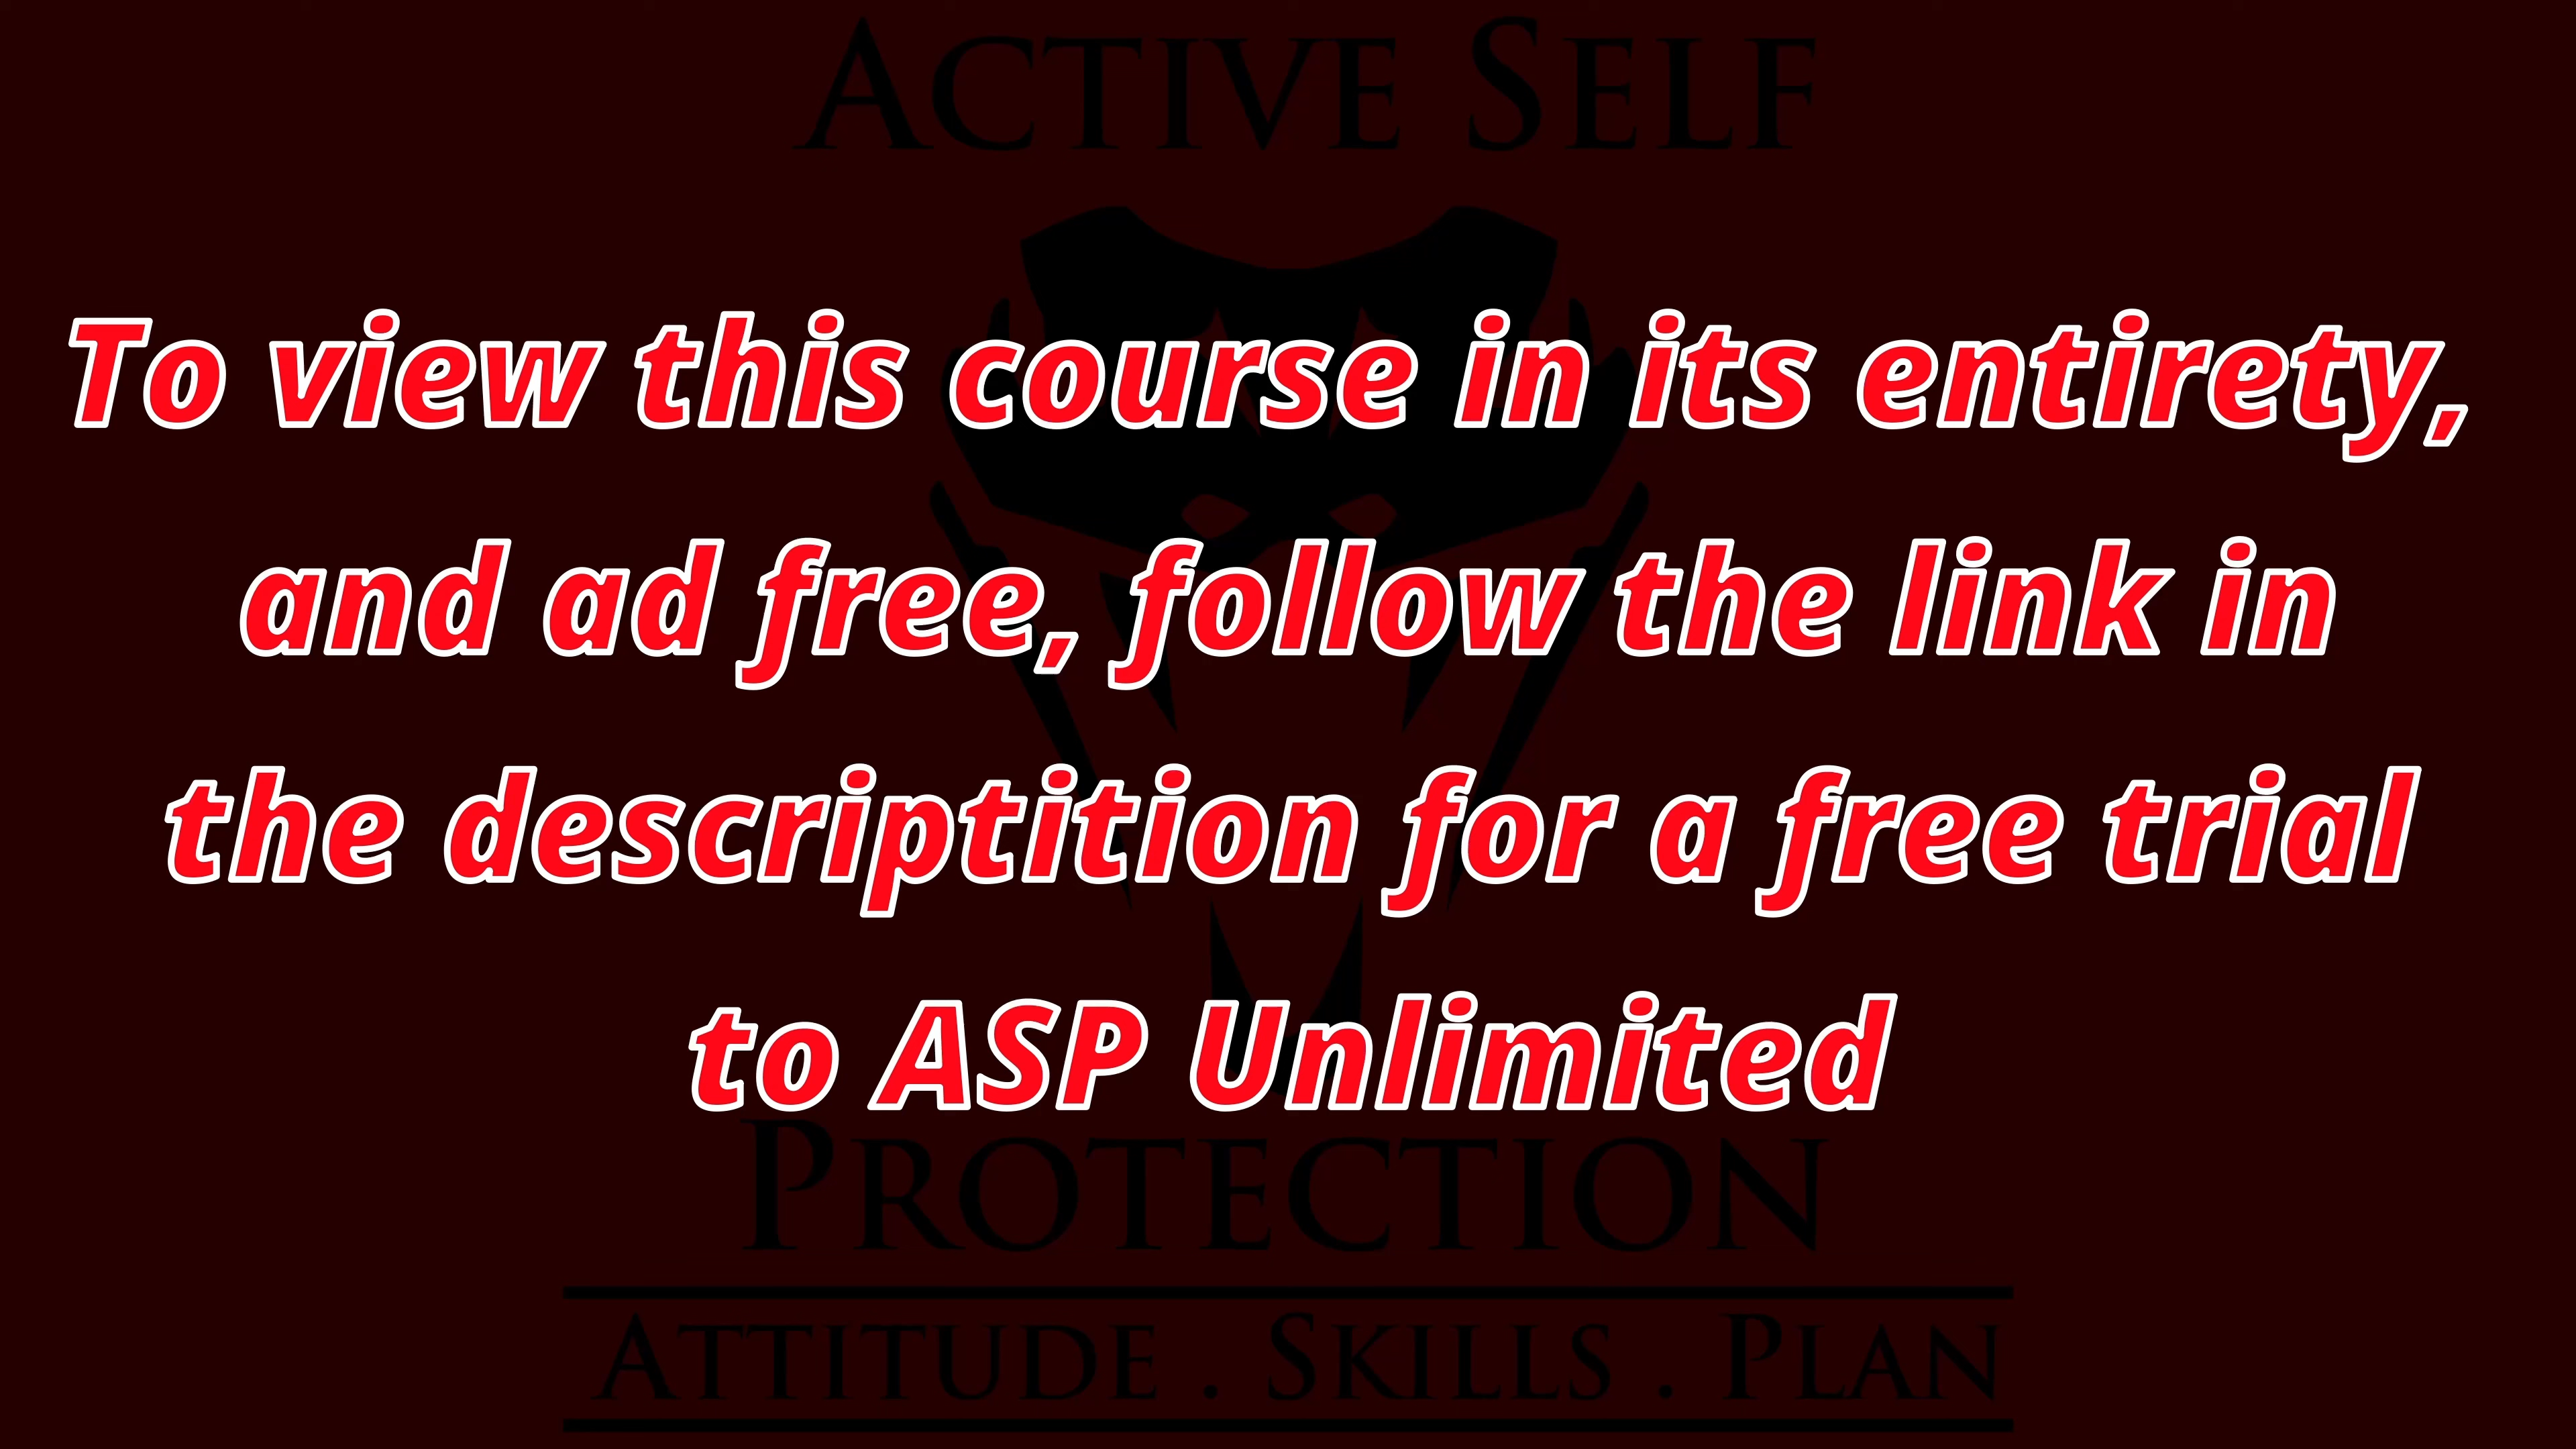 ACTIVE SELF
To view this course in its entirety,
and ad free, follow the link in
the descriptition for a free trial
to ASP Unlimited
PROTECTION
ATTITUDE . SKILLS . PLAN